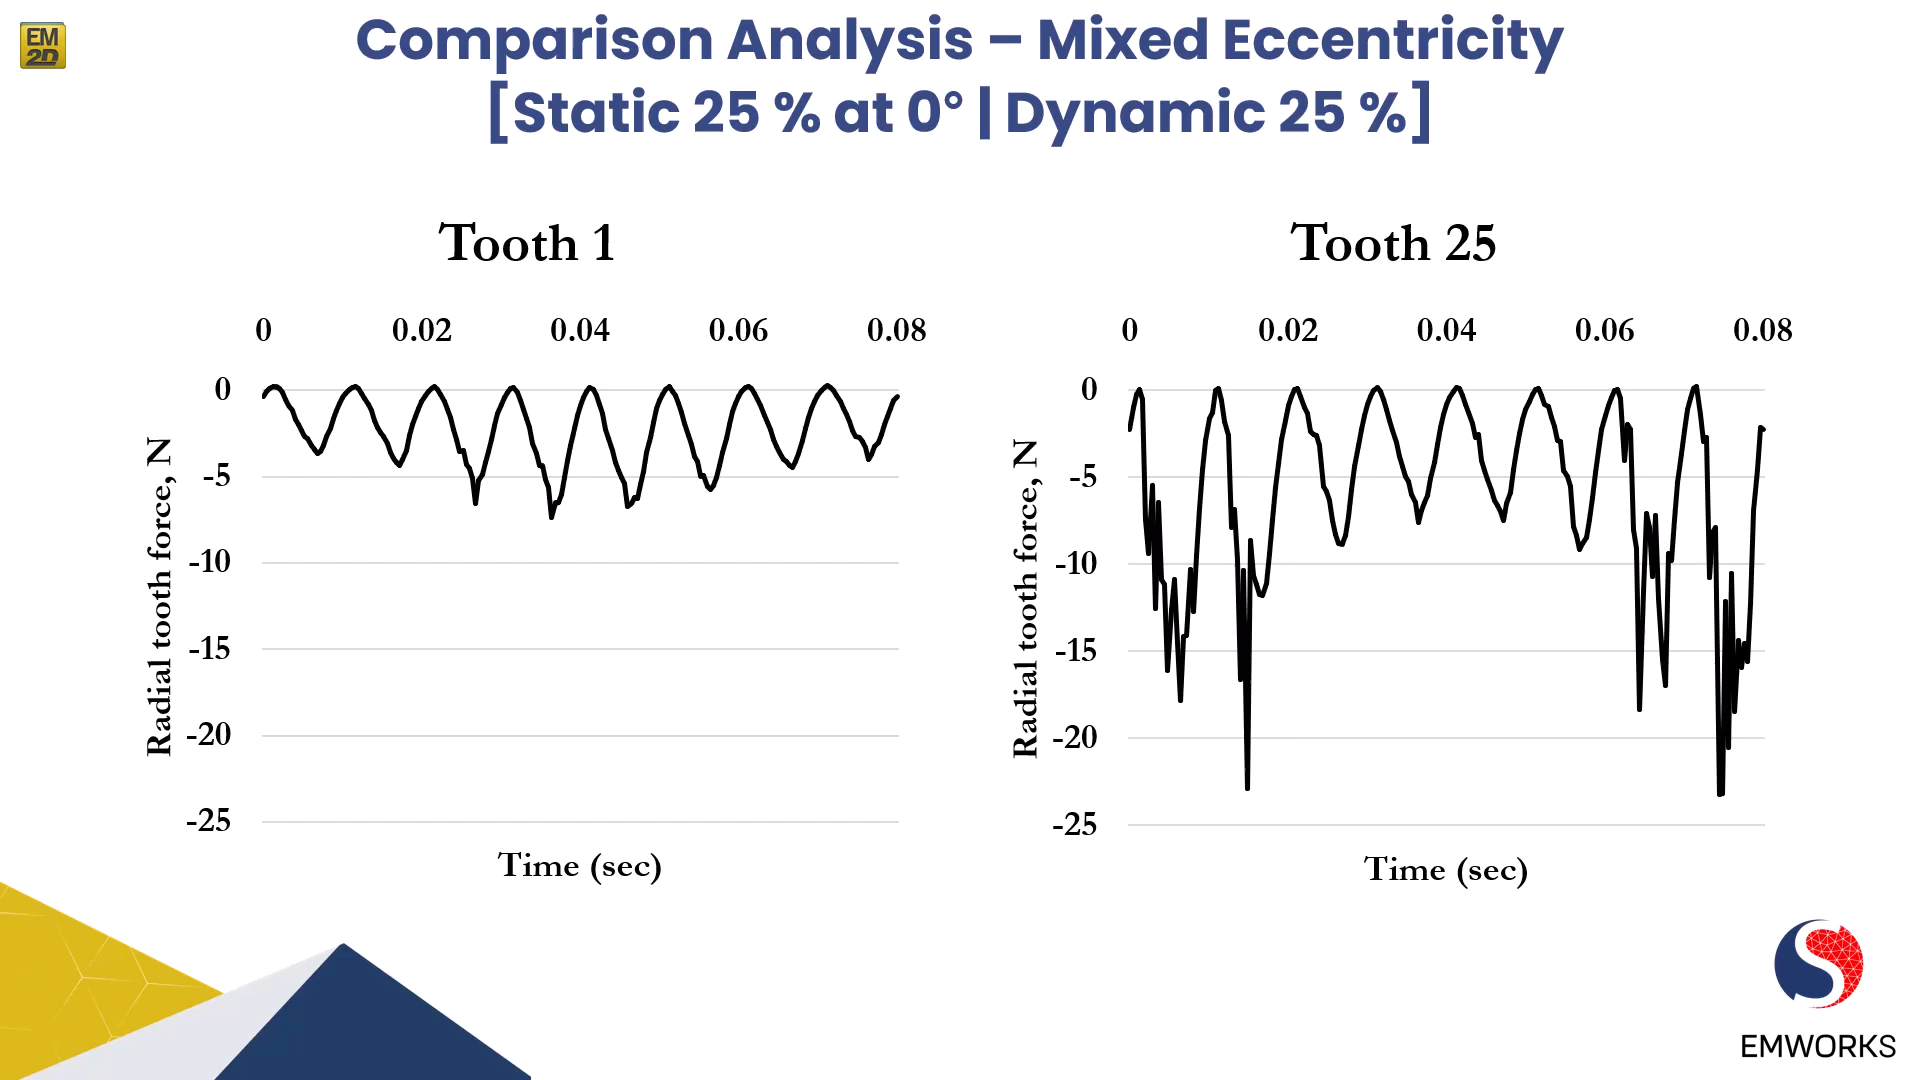 EM
2D
Comparison Analysis – Mixed Eccentricity
[Static 25 % at 0° | Dynamic 25 %]
Tooth 1
0 0.02 0.04 0.06 0.08
0
-5
-10
-15
-20
-25
Radial tooth force, N
Time (sec)
Tooth 25
0 0.02 0.04 0.06 0.08
0
-5
-10
-15
-20
-25
Radial tooth force, N
Time (sec)
EMWORKS